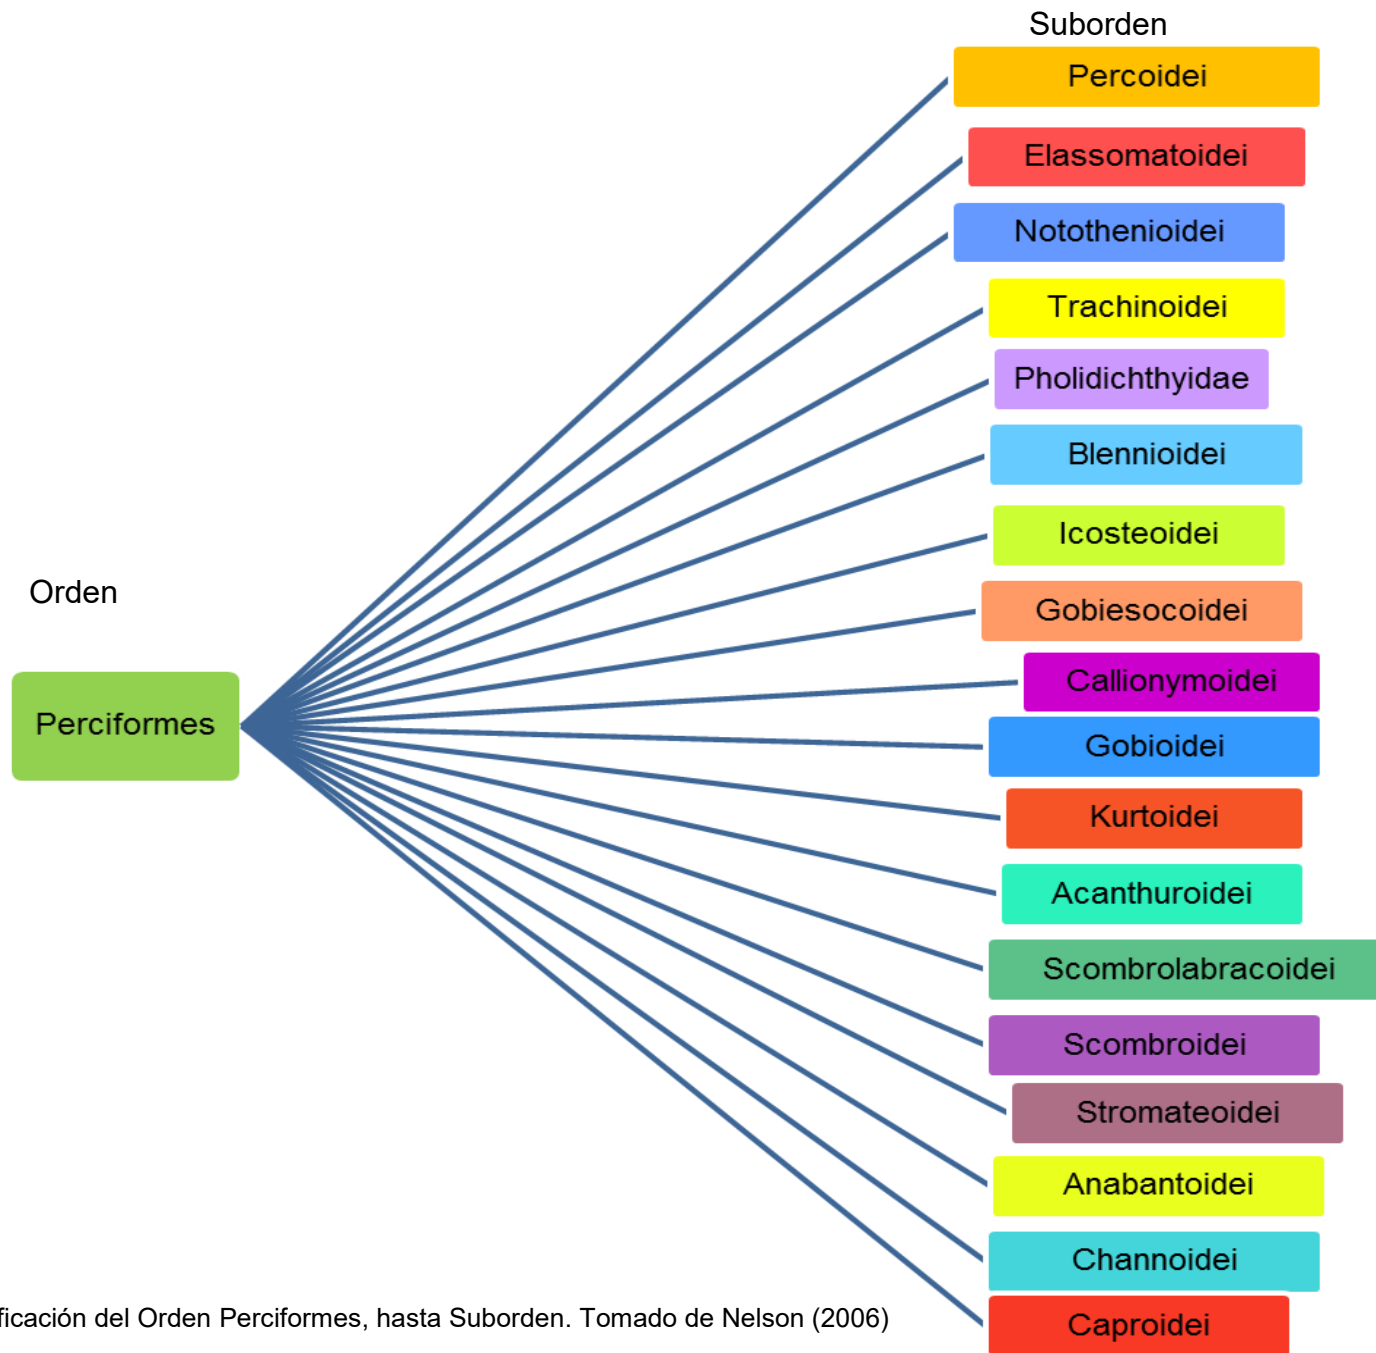 Suborden
Percoidei
Elassomatoidei
Notothenioidei
Trachinoidei
Pholidichthyidae
Blennioidei
Icosteoidei
Orden
Gobiesocoidei
Callionymoidei
Perciformes
Gobioidei
Kurtoidei
Acanthuroidei
Scombrolabracoidei
Scombroidei
Stromateoidei
Anabantoidei
Channoidei
ficación del Orden Perciformes, hasta Suborden. Tomado de Nelson (2006)
Caproidei